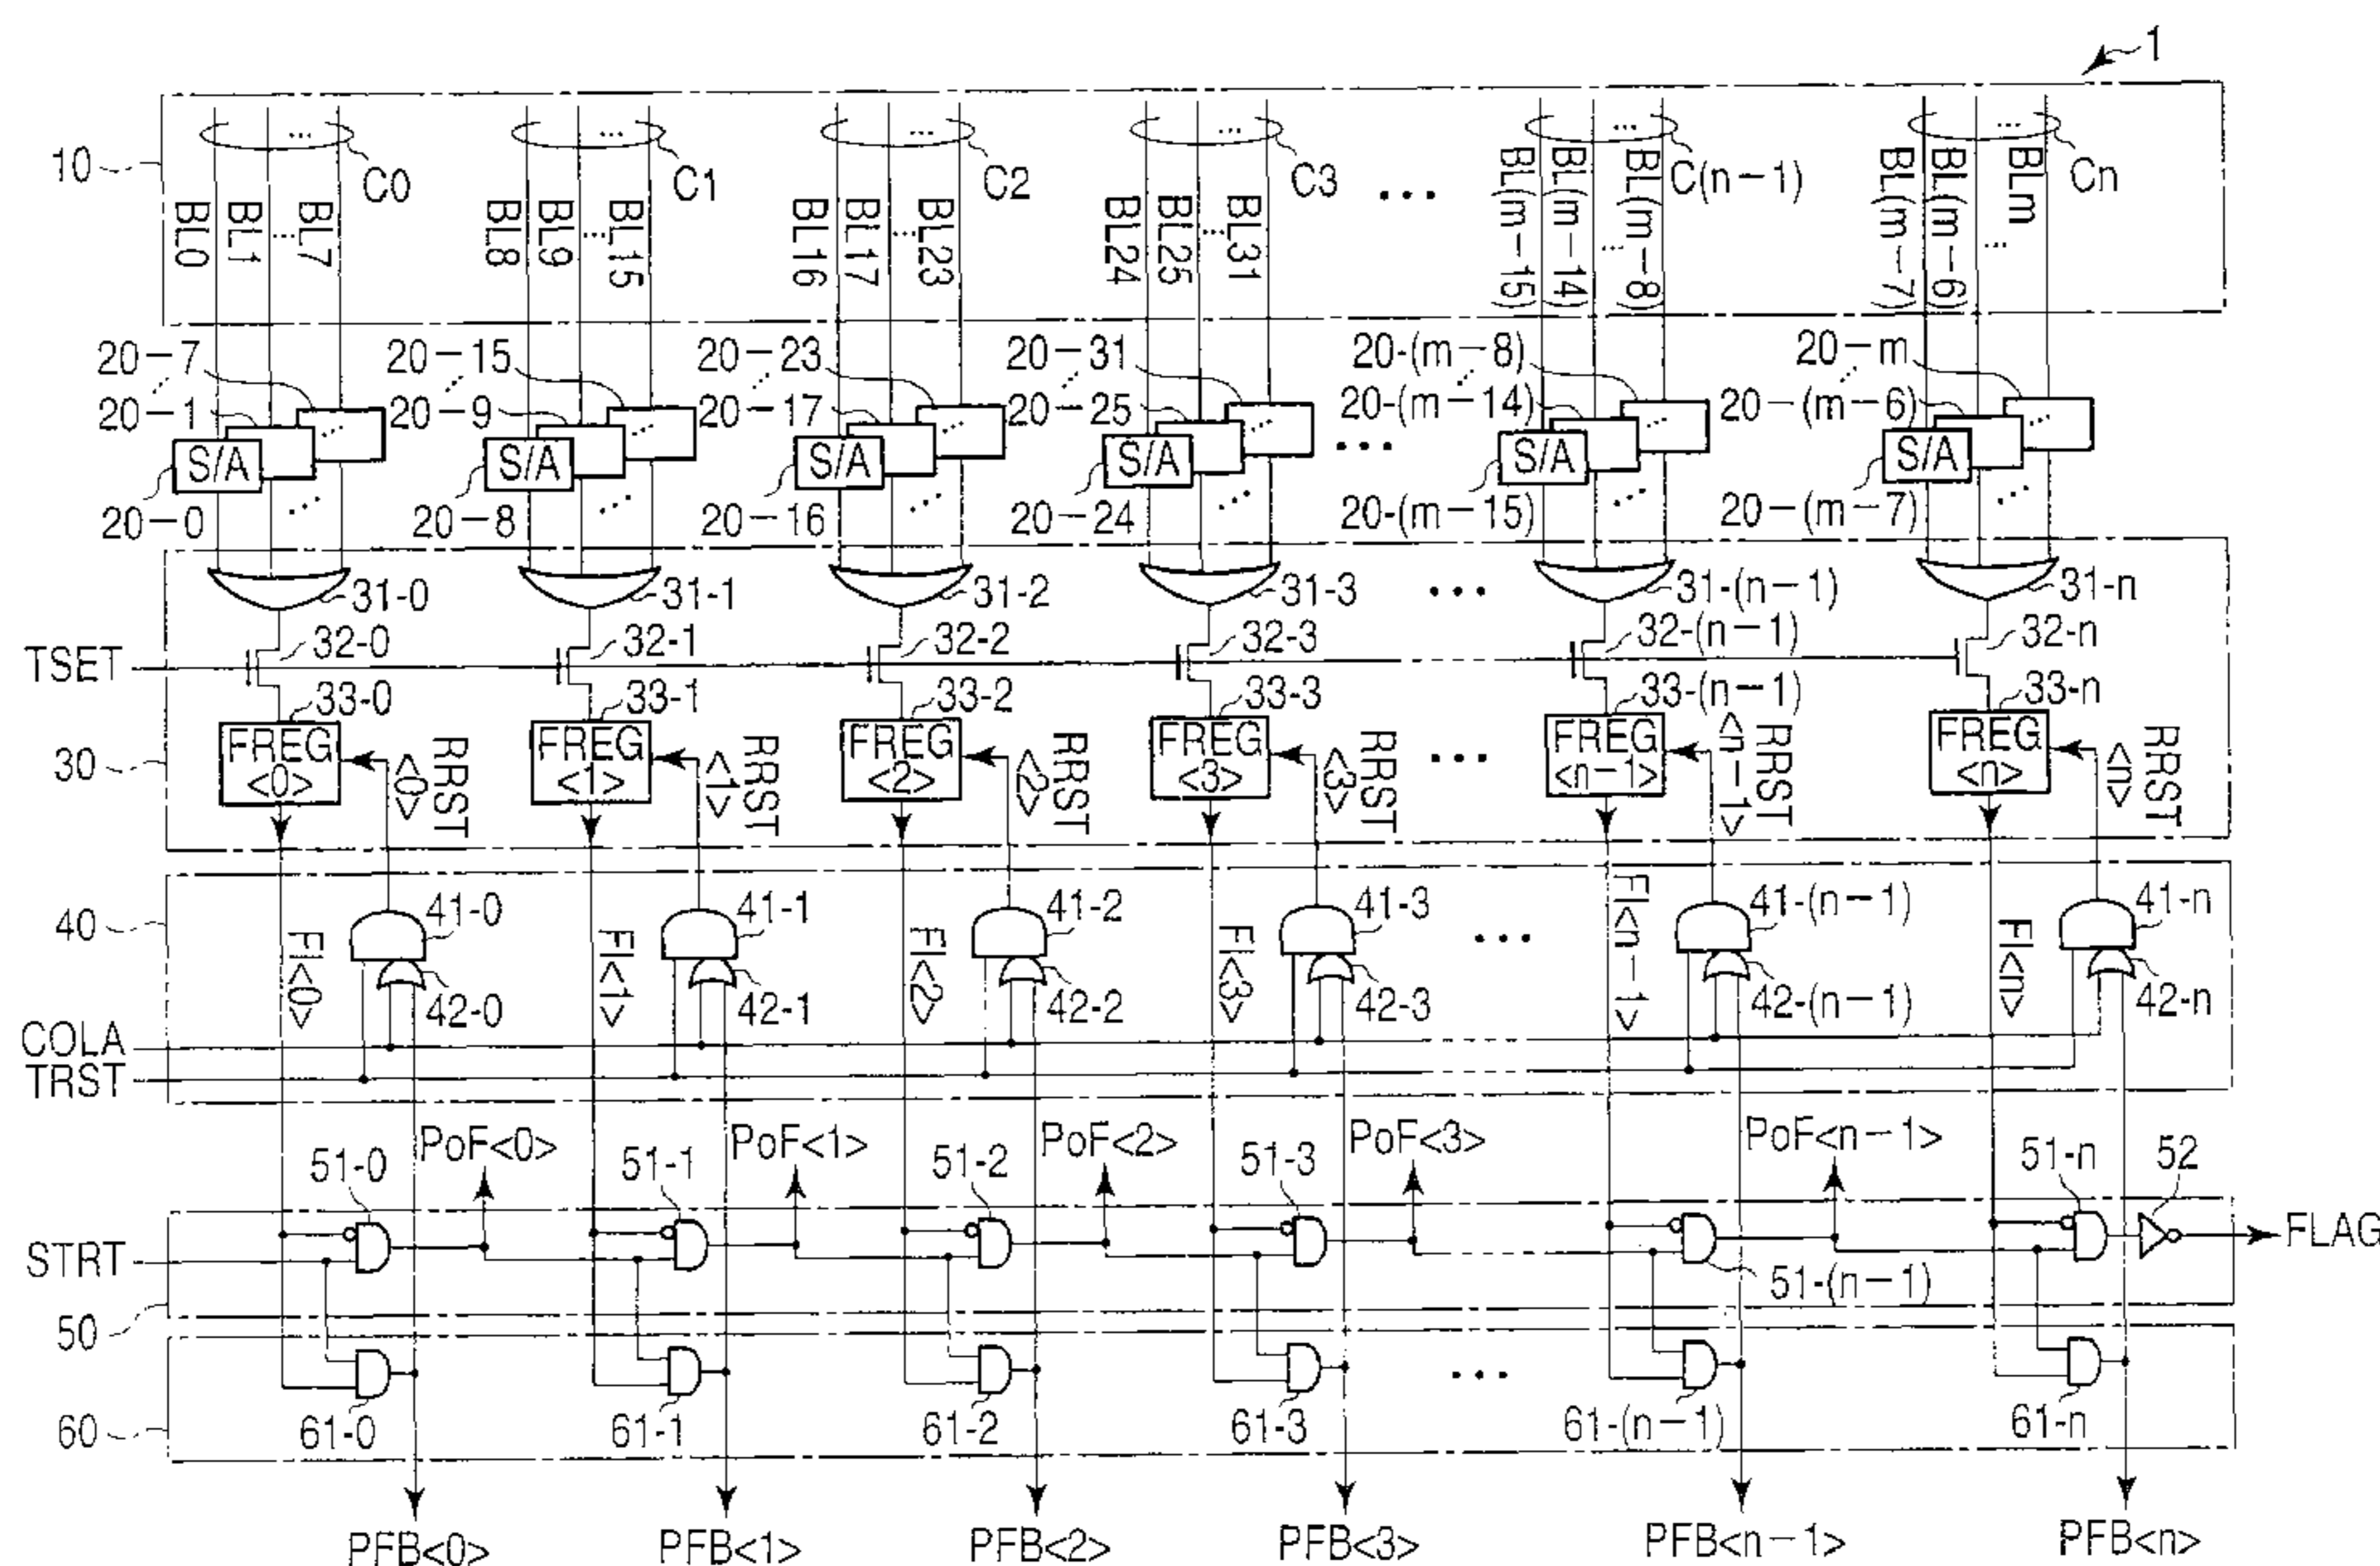 1
10
C0 C1 C2 C3 ... C(n-1) Cn
BL0 BL1 ... BL7 BL8 BL9 ... BL15 BL16 BL17 ... BL23 BL24 BL25 ... BL31 BL(m-15) BL(m-14) ... BL(m-8) BL(m-7) BL(m-6) ... BLm
20-7 20-15 20-23 20-31 20-(m-8) 20-m
20-1 20-9 20-17 20-25 20-(m-14) 20-(m-6)
S/A S/A S/A S/A ... S/A S/A
20-0 20-8 20-16 20-24 20-(m-15) 20-(m-7)
31-0 31-1 31-2 31-3 ... 31-(n-1) 31-n
TSET 32-0 32-1 32-2 32-3 32-(n-1) 32-n
33-0 33-1 33-2 33-3 33-(n-1) 33-n
30
FREG <0> FREG <1> FREG <2> FREG <3> ... FREG <n-1> FREG <n>
RRST <0> RRST <1> RRST <2> RRST <3> RRST <n-1> RRST <n>
40
41-0 41-1 41-2 41-3 ... 41-(n-1) 41-n
FI<0> FI<1> FI<2> FI<3> FI<n-1> FI<n>
42-0 42-1 42-2 42-3 42-(n-1) 42-n
COLA
TRST
PoF<0> PoF<1> PoF<2> PoF<3> PoF<n-1>
51-0 51-1 51-2 51-3 51-n 52
STRT FLAG
51-(n-1)
50
60
61-0 61-1 61-2 61-3 ... 61-(n-1) 61-n
PFB<0> PFB<1> PFB<2> PFB<3> PFB<n-1> PFB<n>